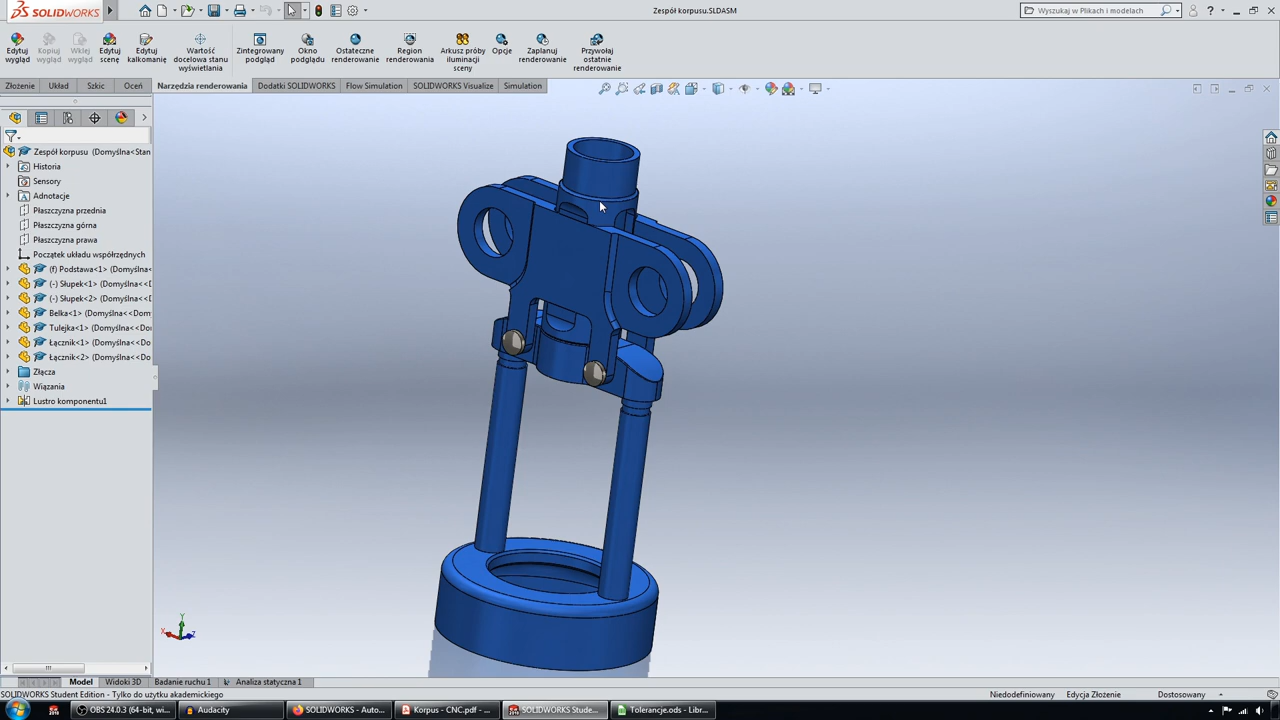 SOLIDWORKS
Zespół korpusu.SLDASM
Wyszukaj w Plikach i modelach
Edytuj wygląd
Kopiuj wygląd
Wklej wygląd
Edytuj scenę
Edytuj kalkomanię
Wartość docelowa stanu wyświetlania
Zintegrowany podgląd
Okno podglądu
Ostateczne renderowanie
Region renderowania
Arkusz próby iluminacji sceny
Opcje
Zaplanuj renderowanie
Przywołaj ostatnie renderowanie
Złożenie
Układ
Szkic
Oceń
Narzędzia renderowania
Dodatki SOLIDWORKS
Flow Simulation
SOLIDWORKS Visualize
Simulation
Zespół korpusu (Domyślna<Stan
Historia
Sensory
Adnotacje
Płaszczyzna przednia
Płaszczyzna górna
Płaszczyzna prawa
Początek układu współrzędnych
(f) Podstawa<1> (Domyślna<
(-) Słupek<1> (Domyślna<<D
(-) Słupek<2> (Domyślna<<D
Belka<1> (Domyślna<<Dom
Tulejka<1> (Domyślna<<Do
Łącznik<1> (Domyślna<<Do
Łącznik<2> (Domyślna<<Do
Złącza
Wiązania
Lustro komponentu1
Y
X
Z
Model
Widoki 3D
Badanie ruchu 1
Analiza statyczna 1
SOLIDWORKS Student Edition - Tylko do użytku akademickiego
Niedodefiniowany
Edycja Złożenie
Dostosowany
OBS 24.0.3 (64-bit, wi...
Audacity
SOLIDWORKS - Auto...
Korpus - CNC.pdf - ...
SOLIDWORKS Stude...
Tolerancje.ods - Libr...